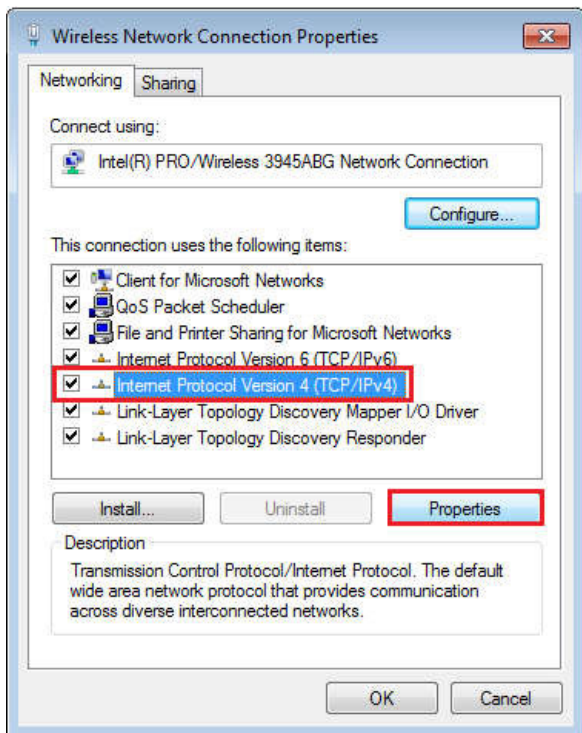 Wireless Network Connection Properties
Networking
Sharing
Connect using:
Intel(R) PRO/Wireless 3945ABG Network Connection
Configure...
This connection uses the following items:
Client for Microsoft Networks
QoS Packet Scheduler
File and Printer Sharing for Microsoft Networks
Internet Protocol Version 6 (TCP/IPv6)
Internet Protocol Version 4 (TCP/IPv4)
Link-Layer Topology Discovery Mapper I/O Driver
Link-Layer Topology Discovery Responder
Install...
Uninstall
Properties
Description
Transmission Control Protocol/Internet Protocol. The default
wide area network protocol that provides communication
across diverse interconnected networks.
OK
Cancel